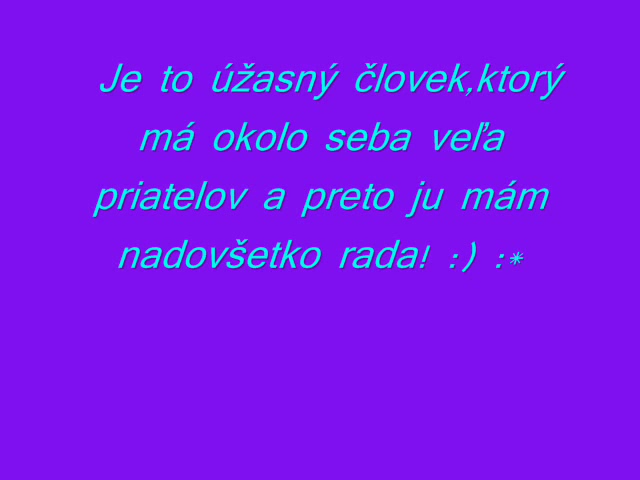 Je to úžasný človek,ktorý
má okolo seba veľa
priatelov a preto ju mám
nadovšetko rada! :) :*